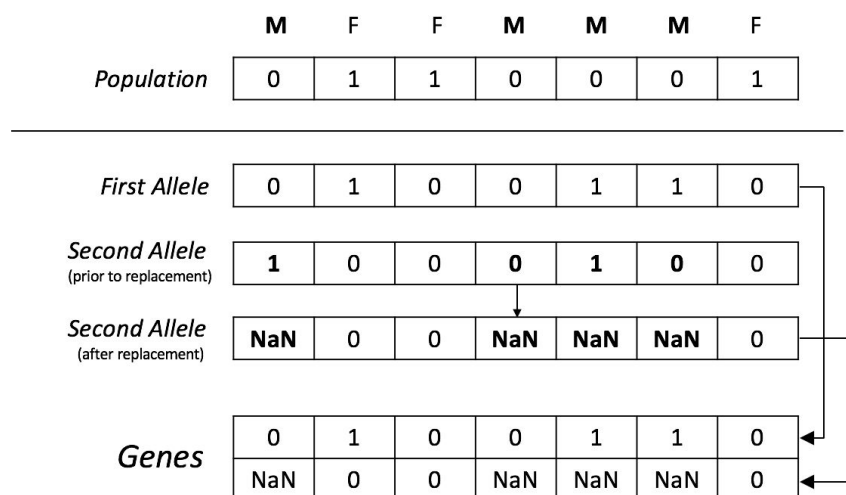 M F F M M M F
Population 0 1 1 0 0 0 1
First Allele 0 1 0 0 1 1 0
Second Allele
(prior to replacement) 1 0 0 0 1 0 0
Second Allele
(after replacement) NaN 0 0 NaN NaN NaN 0
Genes 0 1 0 0 1 1 0
NaN 0 0 NaN NaN NaN 0